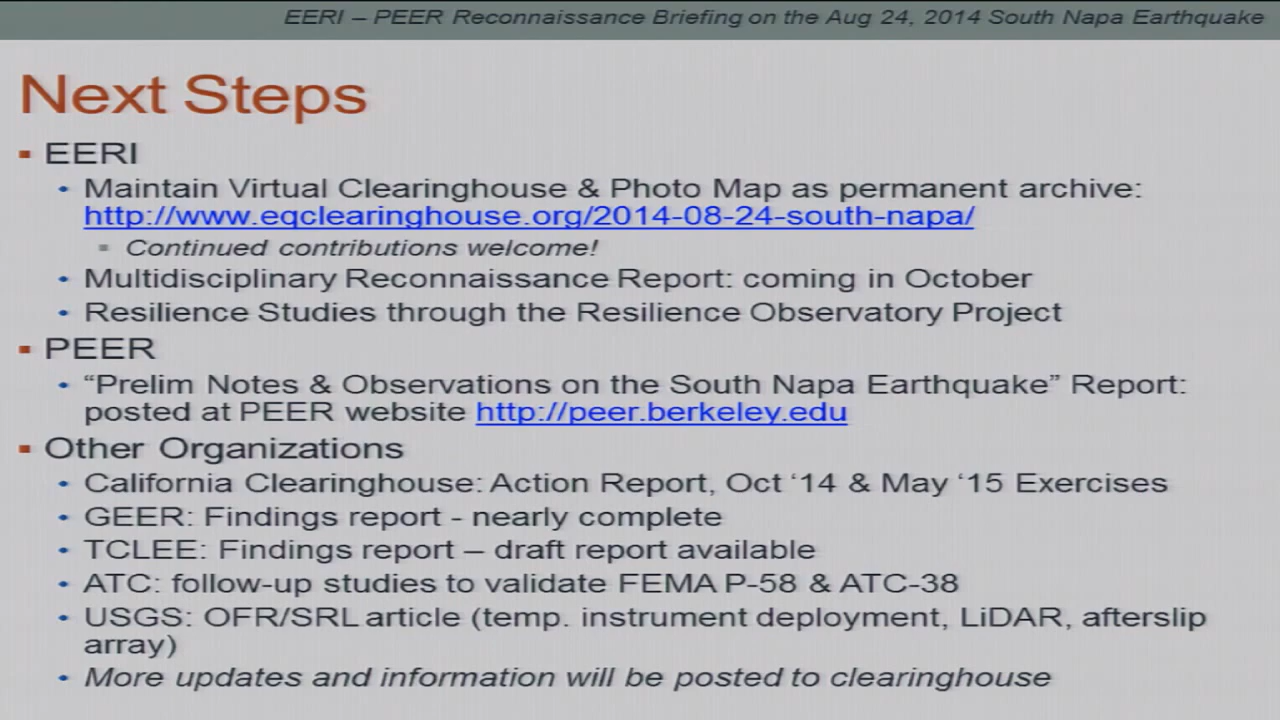 EERI – PEER Reconnaissance Briefing on the Aug 24, 2014 South Napa Earthquake
Next Steps
▪ EERI
• Maintain Virtual Clearinghouse & Photo Map as permanent archive:
http://www.eqclearinghouse.org/2014-08-24-south-napa/
▪ Continued contributions welcome!
• Multidisciplinary Reconnaissance Report: coming in October
• Resilience Studies through the Resilience Observatory Project
▪ PEER
• “Prelim Notes & Observations on the South Napa Earthquake” Report:
posted at PEER website http://peer.berkeley.edu
▪ Other Organizations
• California Clearinghouse: Action Report, Oct ‘14 & May ‘15 Exercises
• GEER: Findings report - nearly complete
• TCLEE: Findings report – draft report available
• ATC: follow-up studies to validate FEMA P-58 & ATC-38
• USGS: OFR/SRL article (temp. instrument deployment, LiDAR, afterslip
array)
• More updates and information will be posted to clearinghouse